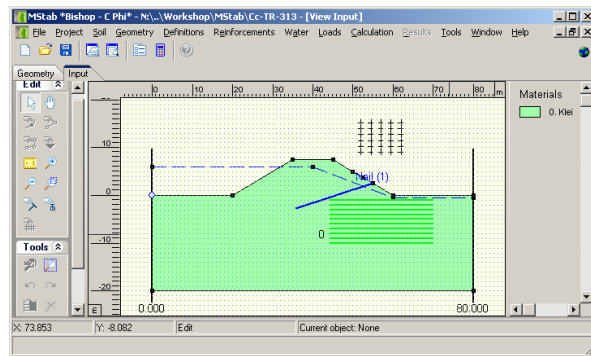 MStab *Bishop - C Phi* - N:\..\Workshop\MStab\Cc-TR-313 - [View Input]
File Project Soil Geometry Definitions Reinforcements Water Loads Calculation Results Tools Window Help
Geometry Input
Edit
0 10 20 30 40 50 60 70 80 m
Materials
0. Klei
10
Nail (1)
0
0
-10
Tools
-20
E 0.000 80.000
X: 73.853 Y: -8.082 Edit Current object: None